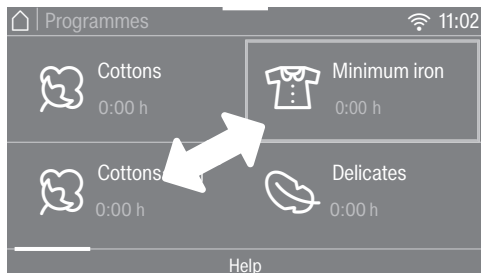 Programmes
11:02
Cottons
Minimum iron
0:00 h
0:00 h
Cottons
Delicates
0:00 h
0:00 h
Help